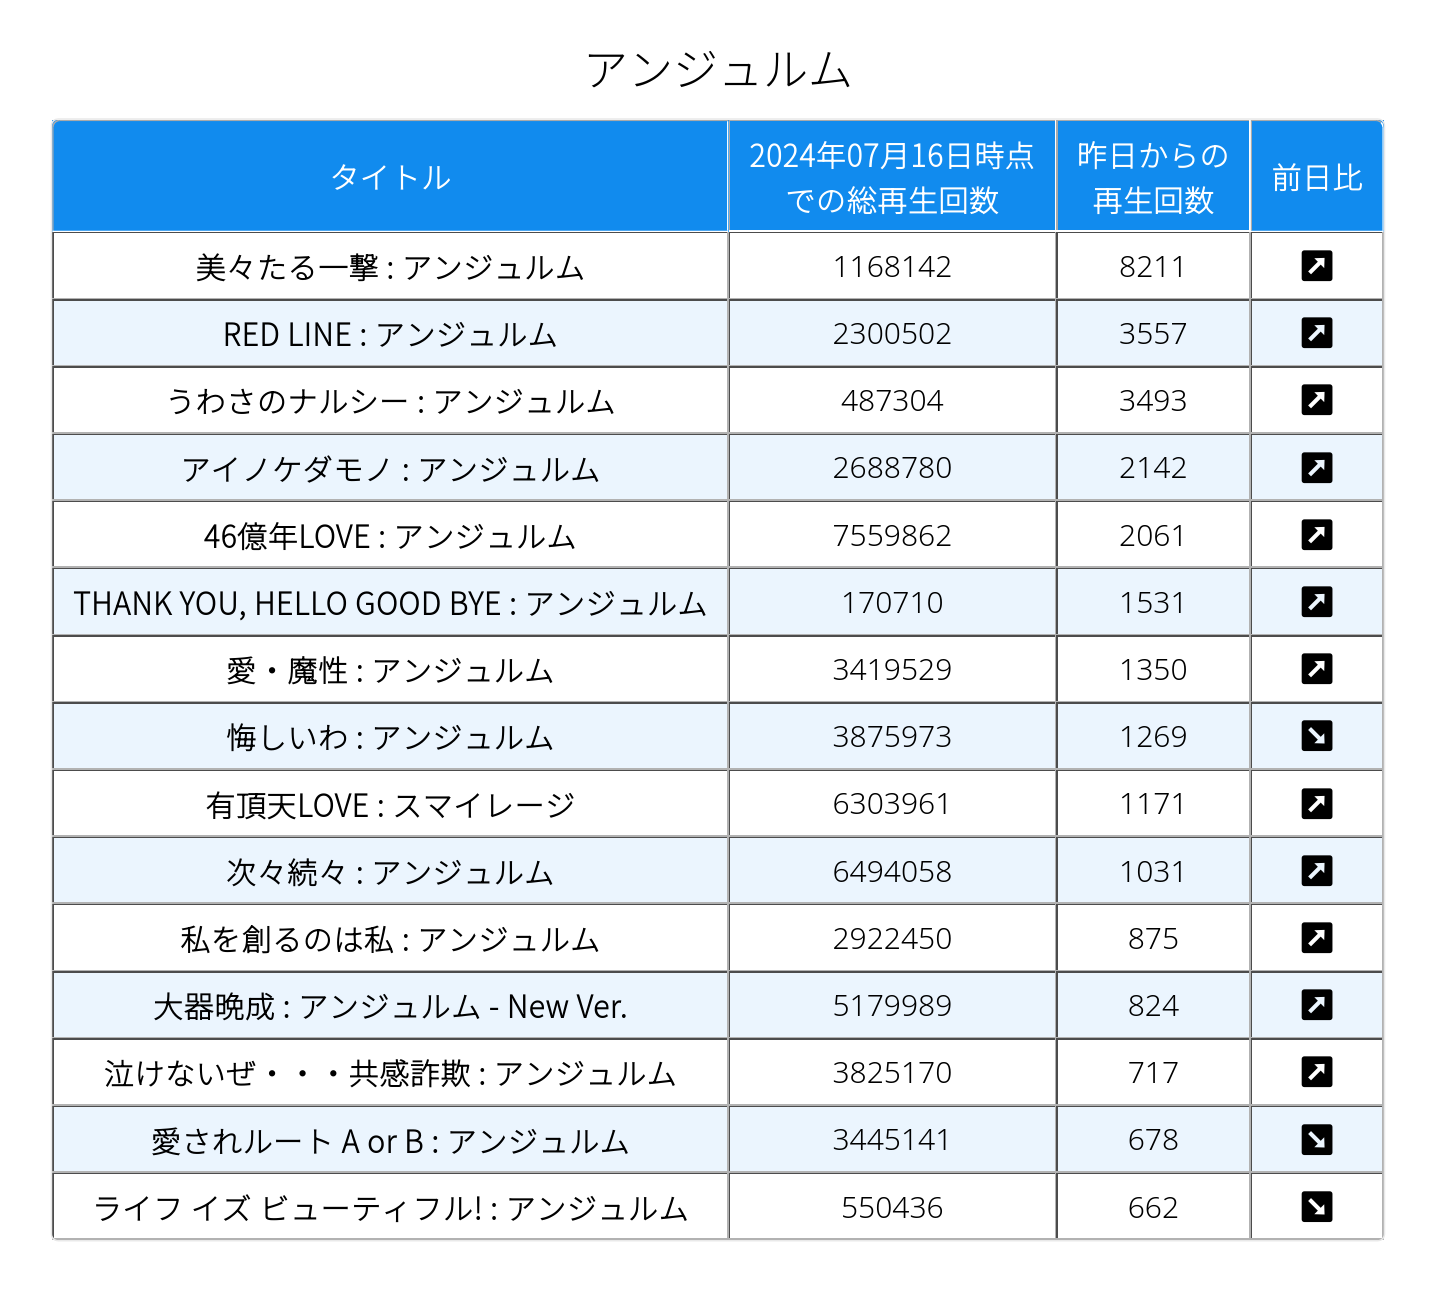 アンジュルム
タイトル 2024年07月16日時点での総再生回数 昨日からの再生回数 前日比
美々たる一撃 : アンジュルム 1168142 8211 ↗
RED LINE : アンジュルム 2300502 3557 ↗
うわさのナルシー : アンジュルム 487304 3493 ↗
アイノケダモノ : アンジュルム 2688780 2142 ↗
46億年LOVE : アンジュルム 7559862 2061 ↗
THANK YOU, HELLO GOOD BYE : アンジュルム 170710 1531 ↗
愛・魔性 : アンジュルム 3419529 1350 ↗
悔しいわ : アンジュルム 3875973 1269 ↘
有頂天LOVE : スマイレージ 6303961 1171 ↗
次々続々 : アンジュルム 6494058 1031 ↗
私を創るのは私 : アンジュルム 2922450 875 ↗
大器晩成 : アンジュルム - New Ver. 5179989 824 ↗
泣けないぜ・・・共感詐欺 : アンジュルム 3825170 717 ↗
愛されルート A or B : アンジュルム 3445141 678 ↘
ライフ イズ ビューティフル! : アンジュルム 550436 662 ↘